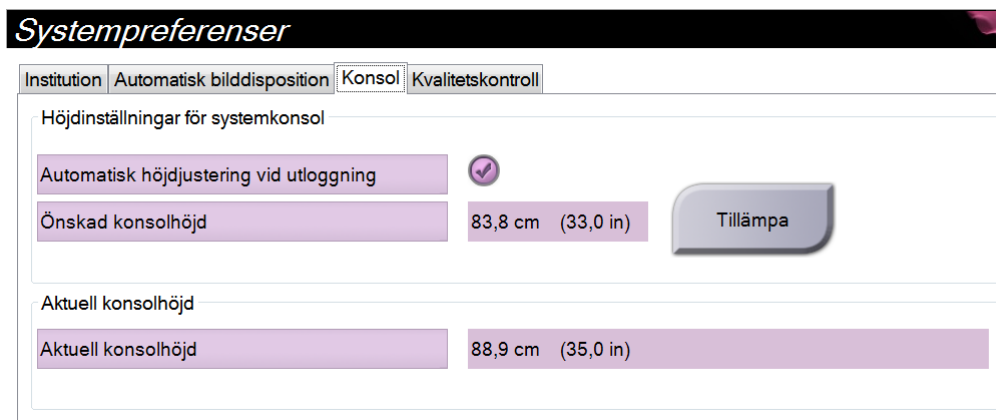 Systempreferenser
Institution Automatisk bilddisposition Konsol Kvalitetskontroll
Höjdinställningar för systemkonsol
Automatisk höjdjustering vid utloggning
Önskad konsolhöjd 83,8 cm (33,0 in) Tillämpa
Aktuell konsolhöjd
Aktuell konsolhöjd 88,9 cm (35,0 in)